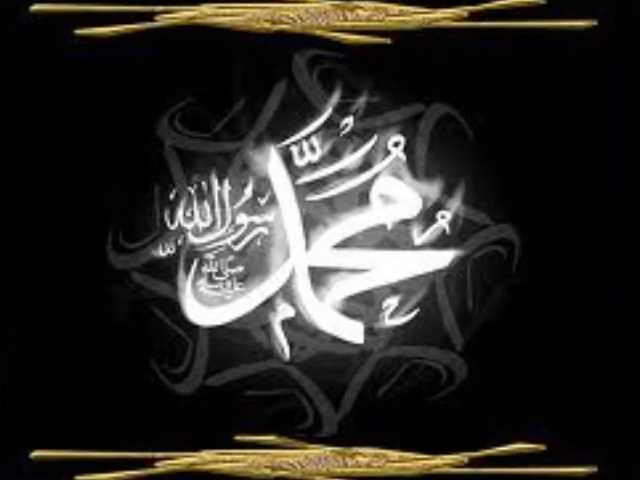 محمد
رسول الله
صلى الله عليه وسلم